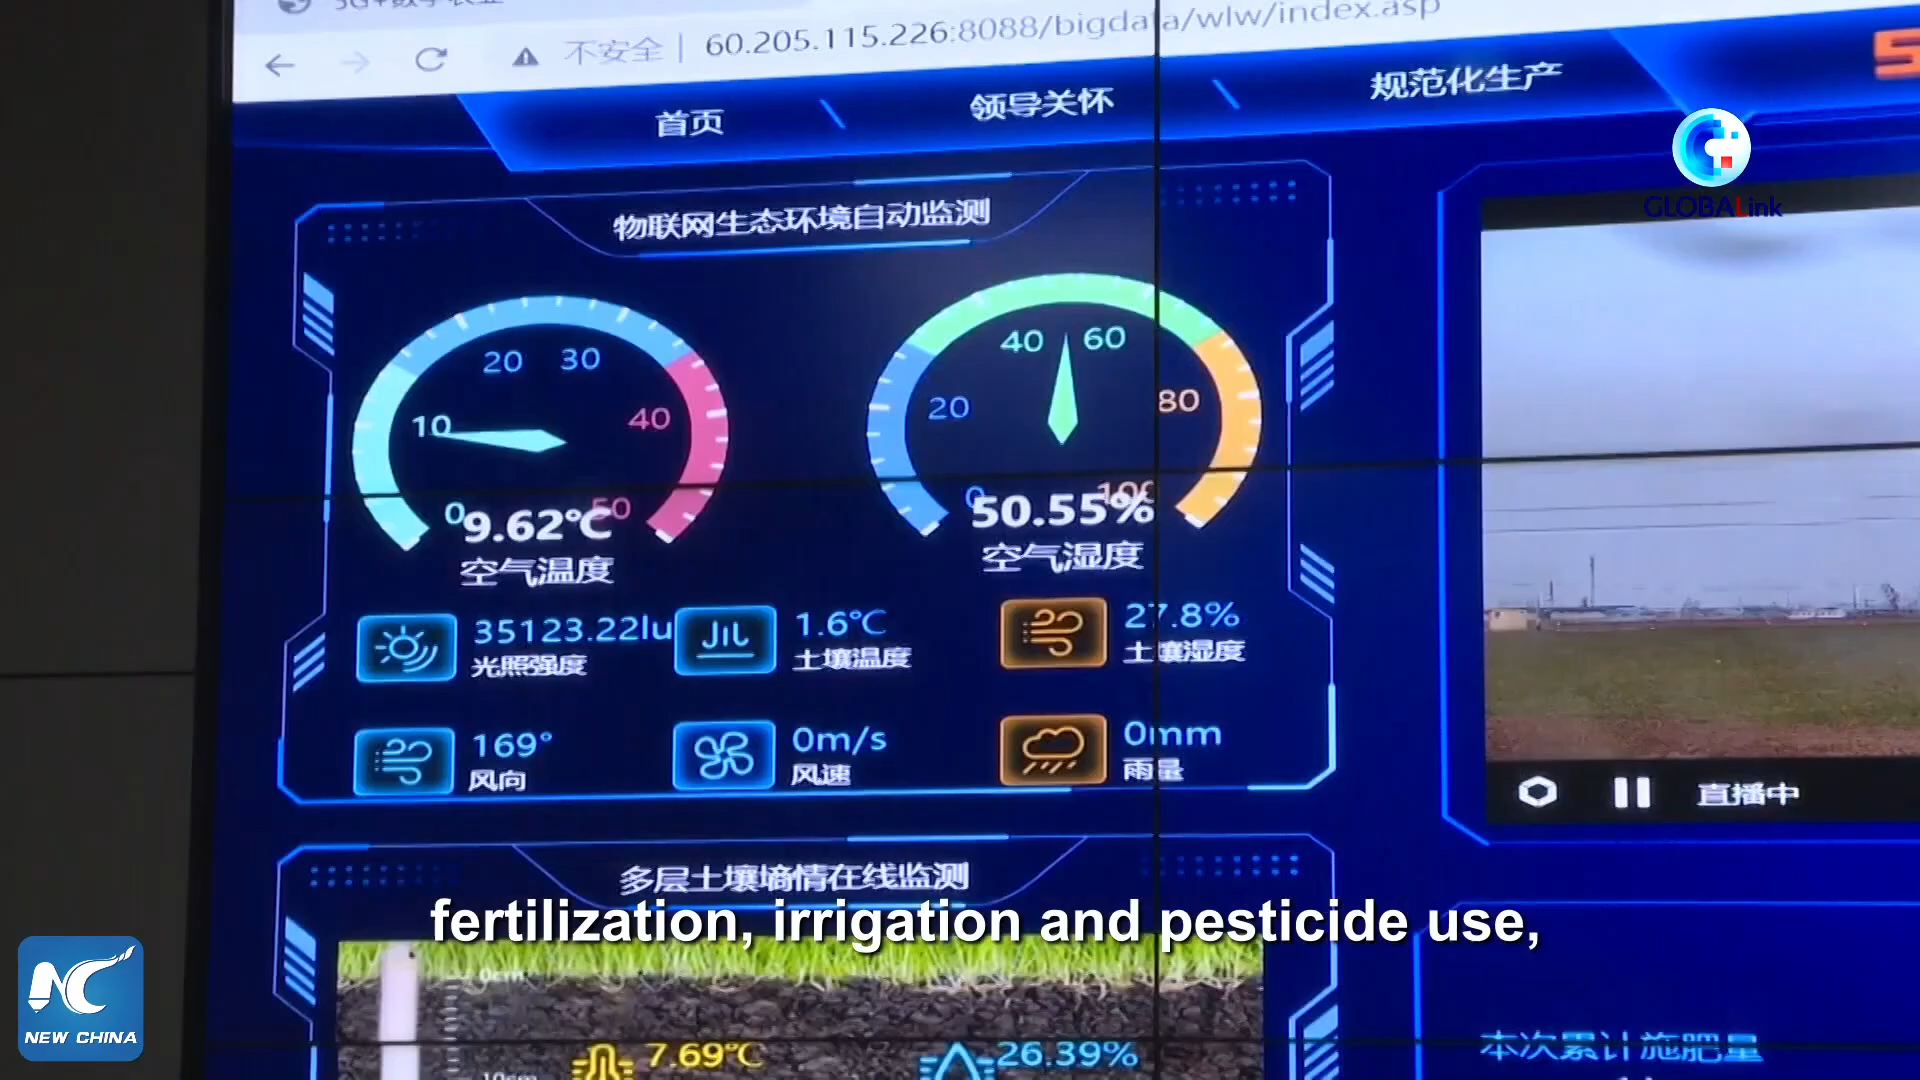 不安全 | 60.205.115.226:8088/bigdata/wlw/index.asp
首页
领导关怀
规范化生产
GLOBALink
物联网生态环境自动监测
0 10 20 30 40 50
9.62℃
空气温度
0 20 40 60 80 100
50.55%
空气湿度
35123.22lu
光照强度
1.6℃
土壤温度
27.8%
土壤湿度
169°
风向
0m/s
风速
0mm
雨量
直播中
多层土壤墒情在线监测
fertilization, irrigation and pesticide use,
0cm
10cm
7.69℃
26.39%
本次累计施肥量
NC
NEW CHINA